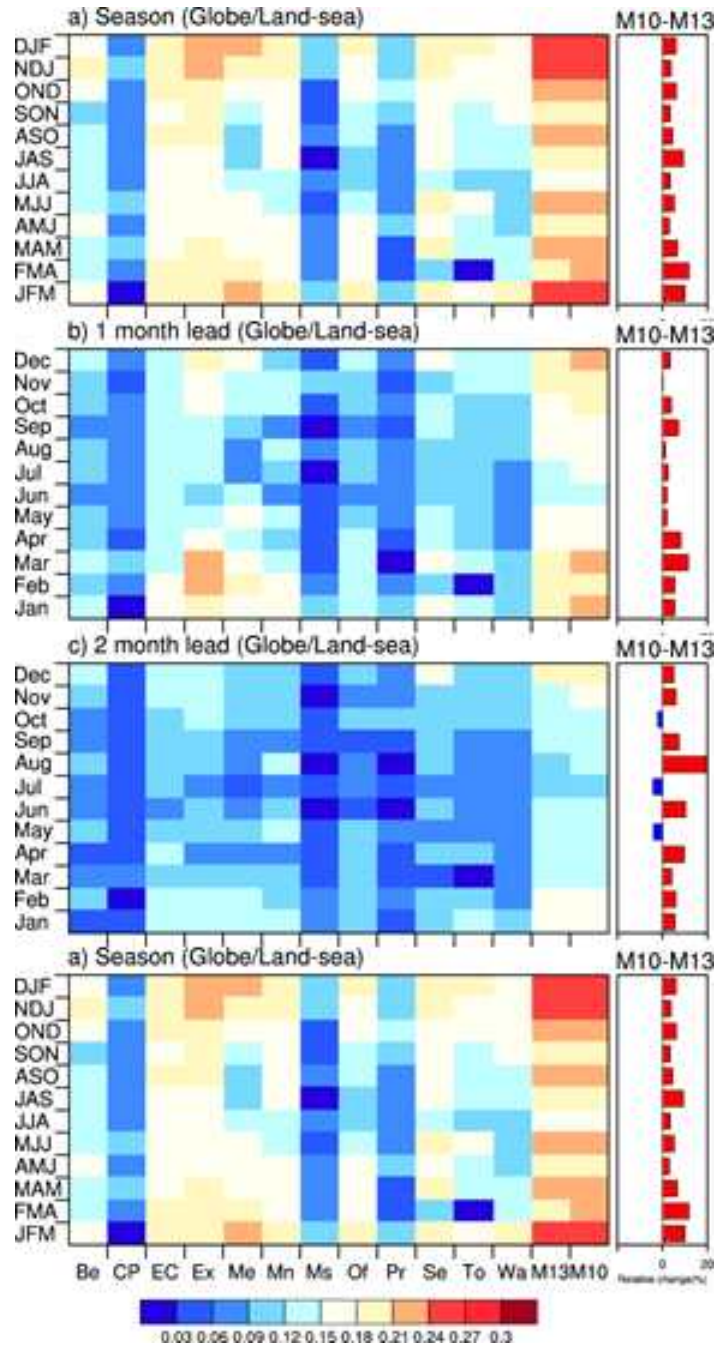 a) Season (Globe/Land-sea) M10-M13
DJF
NDJ
OND
SON
ASO
JAS
JJA
MJJ
AMJ
MAM
FMA
JFM
b) 1 month lead (Globe/Land-sea) M10-M13
Dec
Nov
Oct
Sep
Aug
Jul
Jun
May
Apr
Mar
Feb
Jan
c) 2 month lead (Globe/Land-sea) M10-M13
Dec
Nov
Oct
Sep
Aug
Jul
Jun
May
Apr
Mar
Feb
Jan
a) Season (Globe/Land-sea) M10-M13
DJF
NDJ
OND
SON
ASO
JAS
JJA
MJJ
AMJ
MAM
FMA
JFM
Be CP EC Ex Me Mn Ms Of Pr Se To Wa M13 M10
0 20
Relative change(%)
0.03 0.06 0.09 0.12 0.15 0.18 0.21 0.24 0.27 0.3